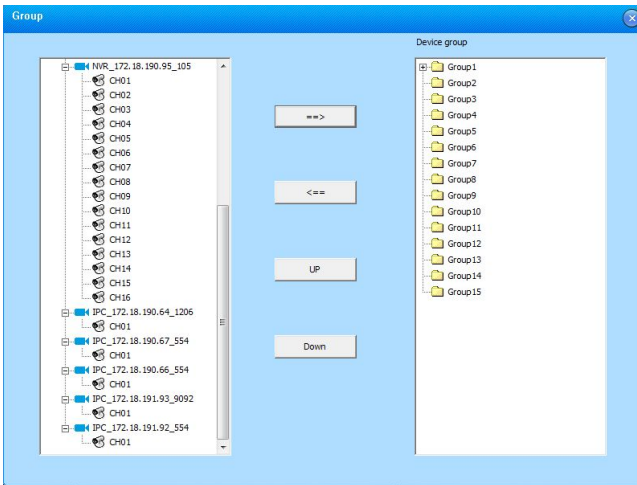 Group
Device group
NVR_172.18.190.95_105
CH01
CH02
CH03
CH04
CH05
CH06
CH07
CH08
CH09
CH10
CH11
CH12
CH13
CH14
CH15
CH16
IPC_172.18.190.64_1206
CH01
IPC_172.18.190.67_554
CH01
IPC_172.18.190.66_554
CH01
IPC_172.18.191.93_9092
CH01
IPC_172.18.191.92_554
CH01
==>
<==
UP
Down
Group1
Group2
Group3
Group4
Group5
Group6
Group7
Group8
Group9
Group10
Group11
Group12
Group13
Group14
Group15